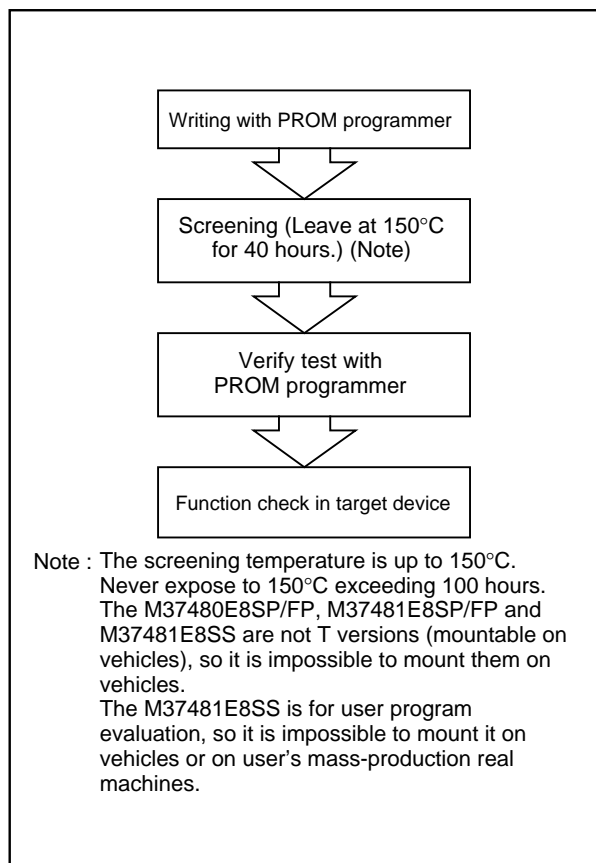 Writing with PROM programmer
Screening (Leave at 150°C
for 40 hours.) (Note)
Verify test with
PROM programmer
Function check in target device
Note : The screening temperature is up to 150°C.
Never expose to 150°C exceeding 100 hours.
The M37480E8SP/FP, M37481E8SP/FP and
M37481E8SS are not T versions (mountable on
vehicles), so it is impossible to mount them on
vehicles.
The M37481E8SS is for user program
evaluation, so it is impossible to mount it on
vehicles or on user's mass-production real
machines.